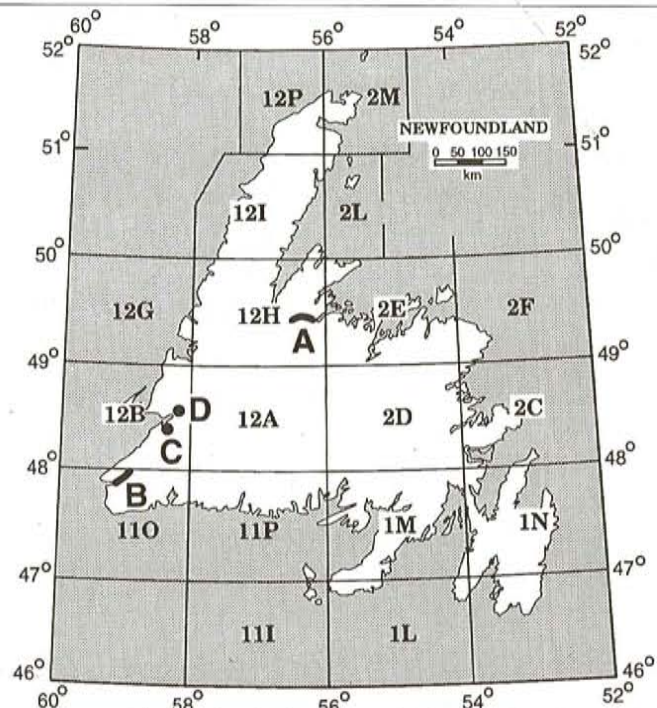 60° 58° 56° 54° 52°
52° 52°
12P 2M
NEWFOUNDLAND
0 50 100 150
km
51° 51°
12I 2L
50° 50°
12G 12H 2E 2F
A
49° 49°
12B D 12A 2D 2C
C
48° 48°
B
11O 11P 1M 1N
47° 47°
11I 1L
46° 46°
60° 58° 56° 54° 52°